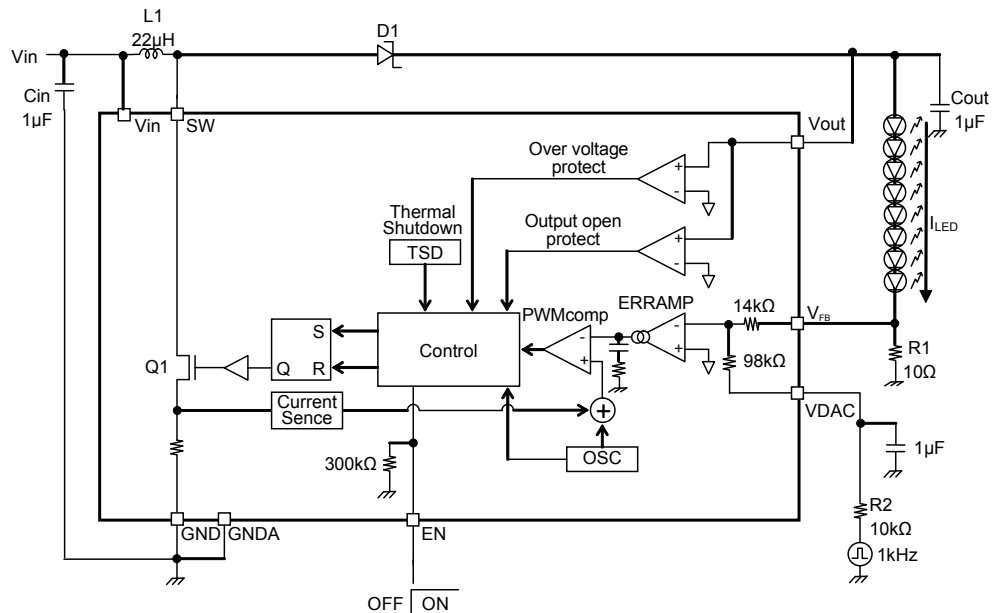 L1
22μH
D1
Vin
Cin
1μF
Vin
SW
Vout
Cout
1μF
Over voltage
protect
Thermal
Shutdown
TSD
Output open
protect
+
-
+
-
I LED
ERRAMP
14kΩ
V FB
PWMcomp
-
+
-
+
S
Q
R
Control
98kΩ
R1
10Ω
Q1
Current
Sence
+
VDAC
OSC
1μF
300kΩ
R2
10kΩ
GND
GNDA
EN
1kHz
OFF
ON